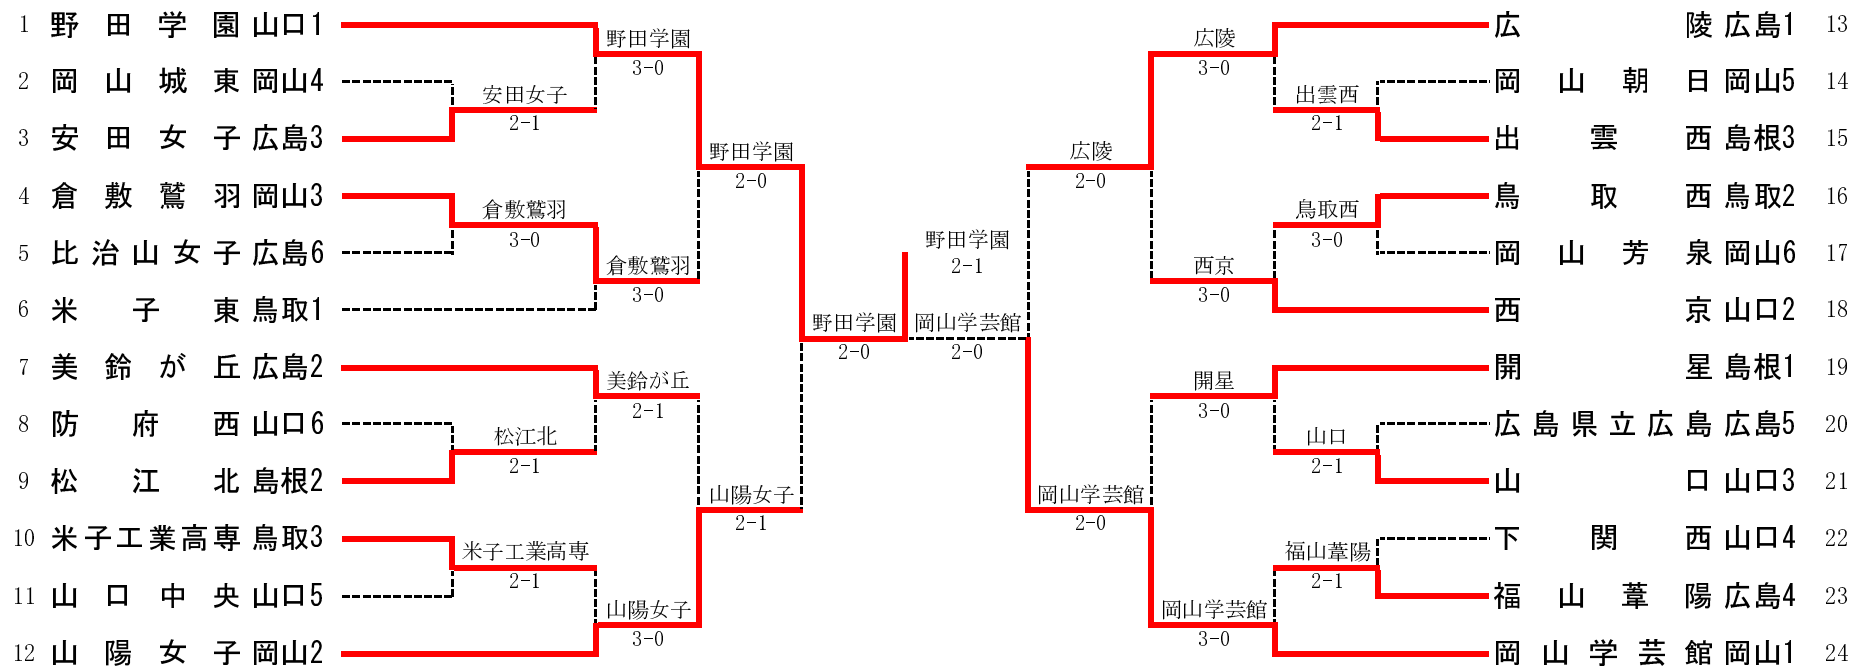 1 野田学園 山口1
2 岡山城東 岡山4
3 安田女子 広島3
4 倉敷鷲羽 岡山3
5 比治山女子 広島6
6 米子東 鳥取1
7 美鈴が丘 広島2
8 防府西 山口6
9 松江北 島根2
10 米子工業高専 鳥取3
11 山口中央 山口5
12 山陽女子 岡山2
安田女子
2-1
倉敷鷲羽
3-0
松江北
2-1
米子工業高専
2-1
野田学園
3-0
倉敷鷲羽
3-0
美鈴が丘
2-1
山陽女子
3-0
野田学園
2-0
山陽女子
2-1
野田学園
2-0
野田学園
2-1
岡山学芸館
2-0
広陵
2-0
岡山学芸館
2-0
広陵
3-0
西京
3-0
開星
3-0
岡山学芸館
3-0
出雲西
2-1
鳥取西
3-0
山口
2-1
福山葦陽
2-1
広陵 広島1 13
岡山朝日 岡山5 14
出雲西 島根3 15
鳥取西 鳥取2 16
岡山芳泉 岡山6 17
西京 山口2 18
開星 島根1 19
広島県立広島 広島5 20
山口 山口3 21
下関西 山口4 22
福山葦陽 広島4 23
岡山学芸館 岡山1 24